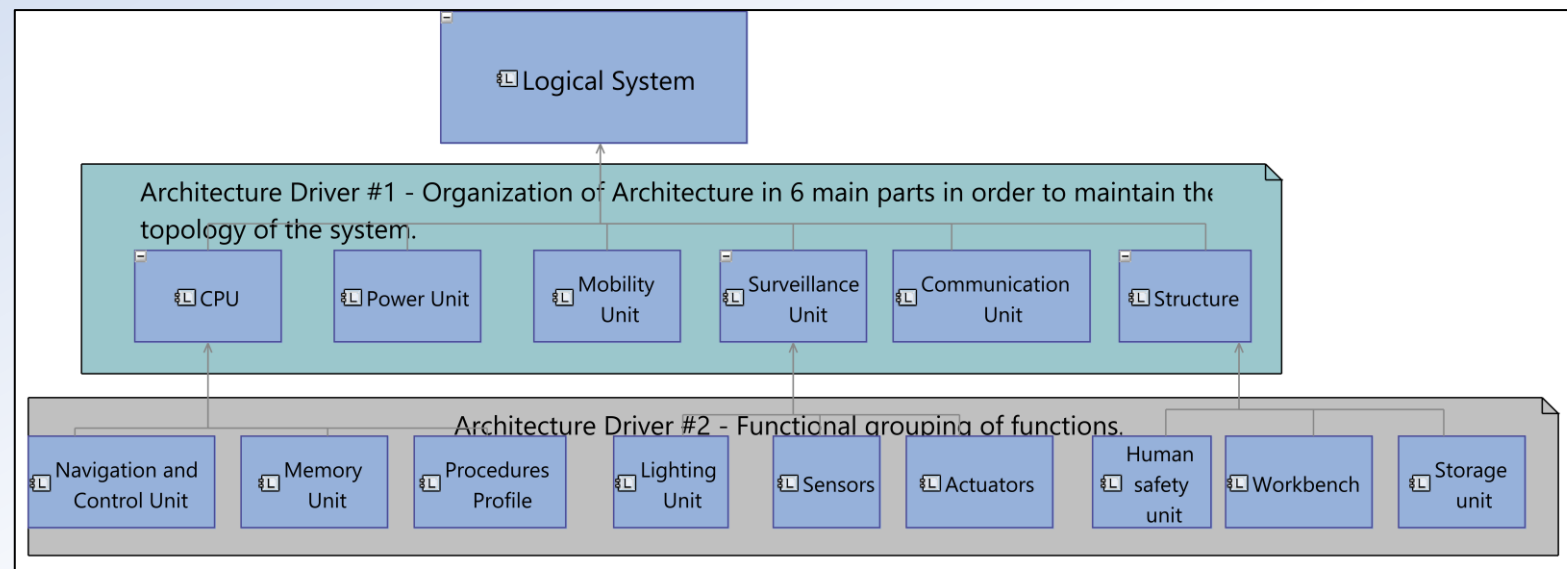 Logical System
Architecture Driver #1 - Organization of Architecture in 6 main parts in order to maintain the
topology of the system.
CPU
Power Unit
Mobility
Unit
Surveillance
Unit
Communication
Unit
Structure
Architecture Driver #2 - Functional grouping of functions.
Navigation and
Control Unit
Memory
Unit
Procedures
Profile
Lighting
Unit
Sensors
Actuators
Human
safety
unit
Workbench
Storage
unit